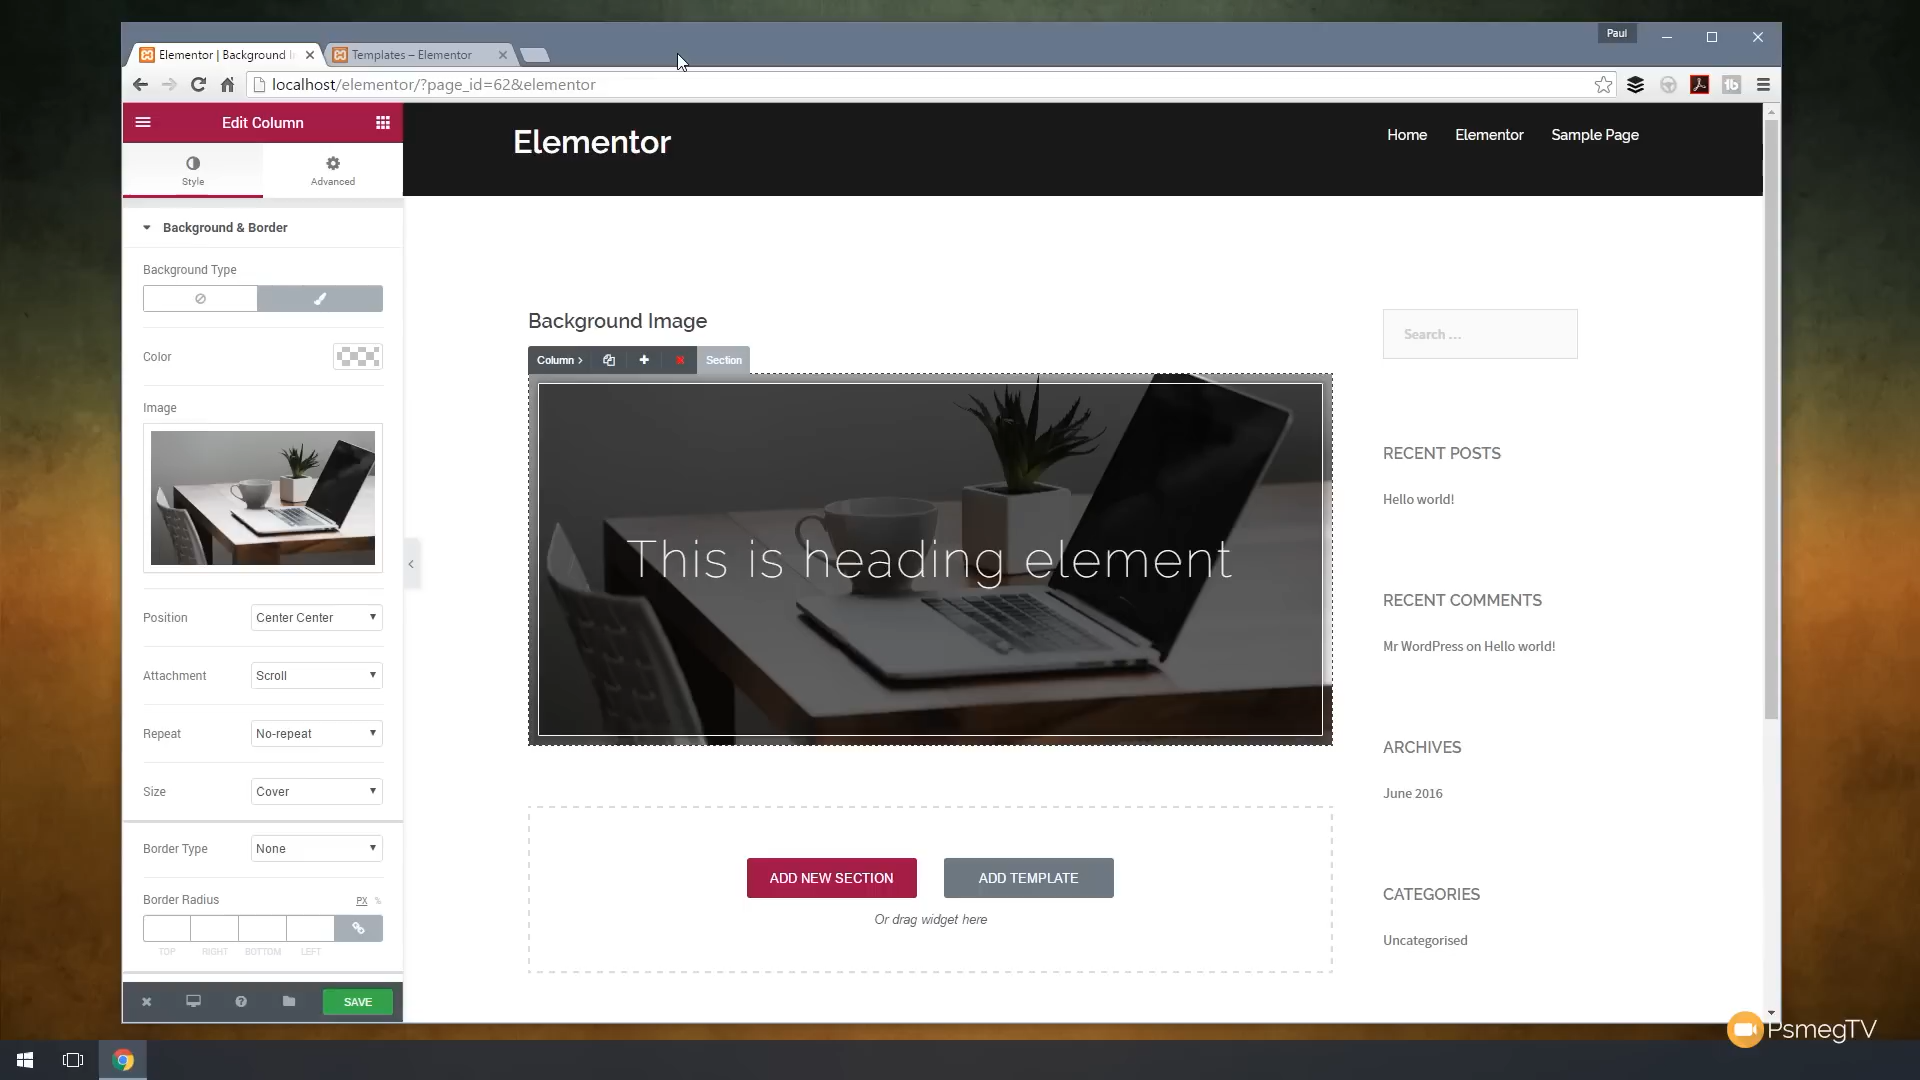 Paul
Elementor | Background I
Templates – Elementor
localhost/elementor/?page_id=62&elementor
Edit Column
Style
Advanced
Background & Border
Background Type
Color
Image
Position
Center Center
Attachment
Scroll
Repeat
No-repeat
Size
Cover
Border Type
None
Border Radius
PX %
TOP RIGHT BOTTOM LEFT
SAVE
Elementor
Home
Elementor
Sample Page
Background Image
Column
Section
This is heading element
ADD NEW SECTION
ADD TEMPLATE
Or drag widget here
Search ...
RECENT POSTS
Hello world!
RECENT COMMENTS
Mr WordPress on Hello world!
ARCHIVES
June 2016
CATEGORIES
Uncategorised
PsmegTV